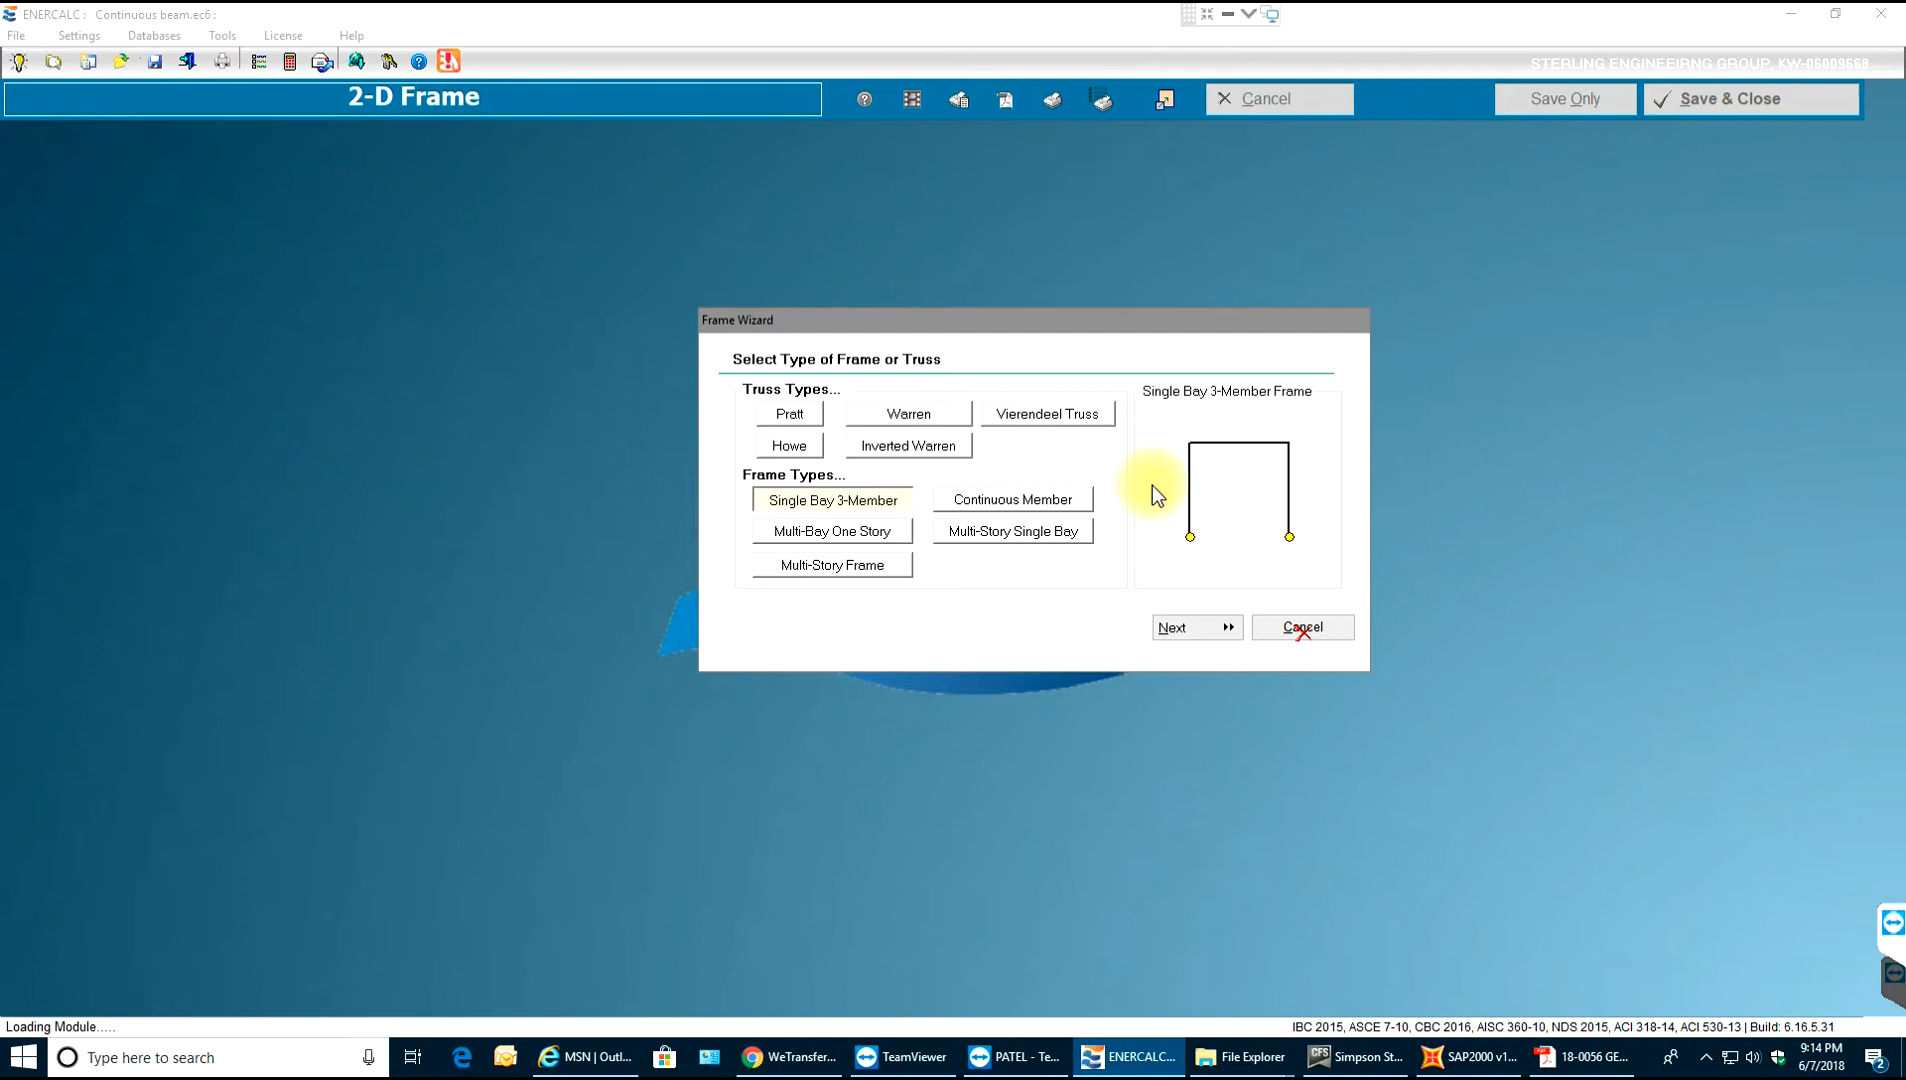 ENERCALC : Continuous beam.ec6 :
File Settings Databases Tools License Help
STERLING ENGINEEIRNG GROUP, KW-06009668
2-D Frame
Cancel
Save Only
Save & Close
Frame Wizard
Select Type of Frame or Truss
Truss Types...
Single Bay 3-Member Frame
Pratt Warren Vierendeel Truss
Howe Inverted Warren
Frame Types...
Single Bay 3-Member Continuous Member
Multi-Bay One Story Multi-Story Single Bay
Multi-Story Frame
Next Cancel
Loading Module.....
IBC 2015, ASCE 7-10, CBC 2016, AISC 360-10, NDS 2015, ACI 318-14, ACI 530-13 | Build: 6.16.5.31
Type here to search
MSN | Outl...
WeTransfer...
TeamViewer
PATEL - Te...
ENERCALC...
File Explorer
CFS
Simpson St...
SAP2000 v1...
18-0056 GE...
9:14 PM
6/7/2018
2